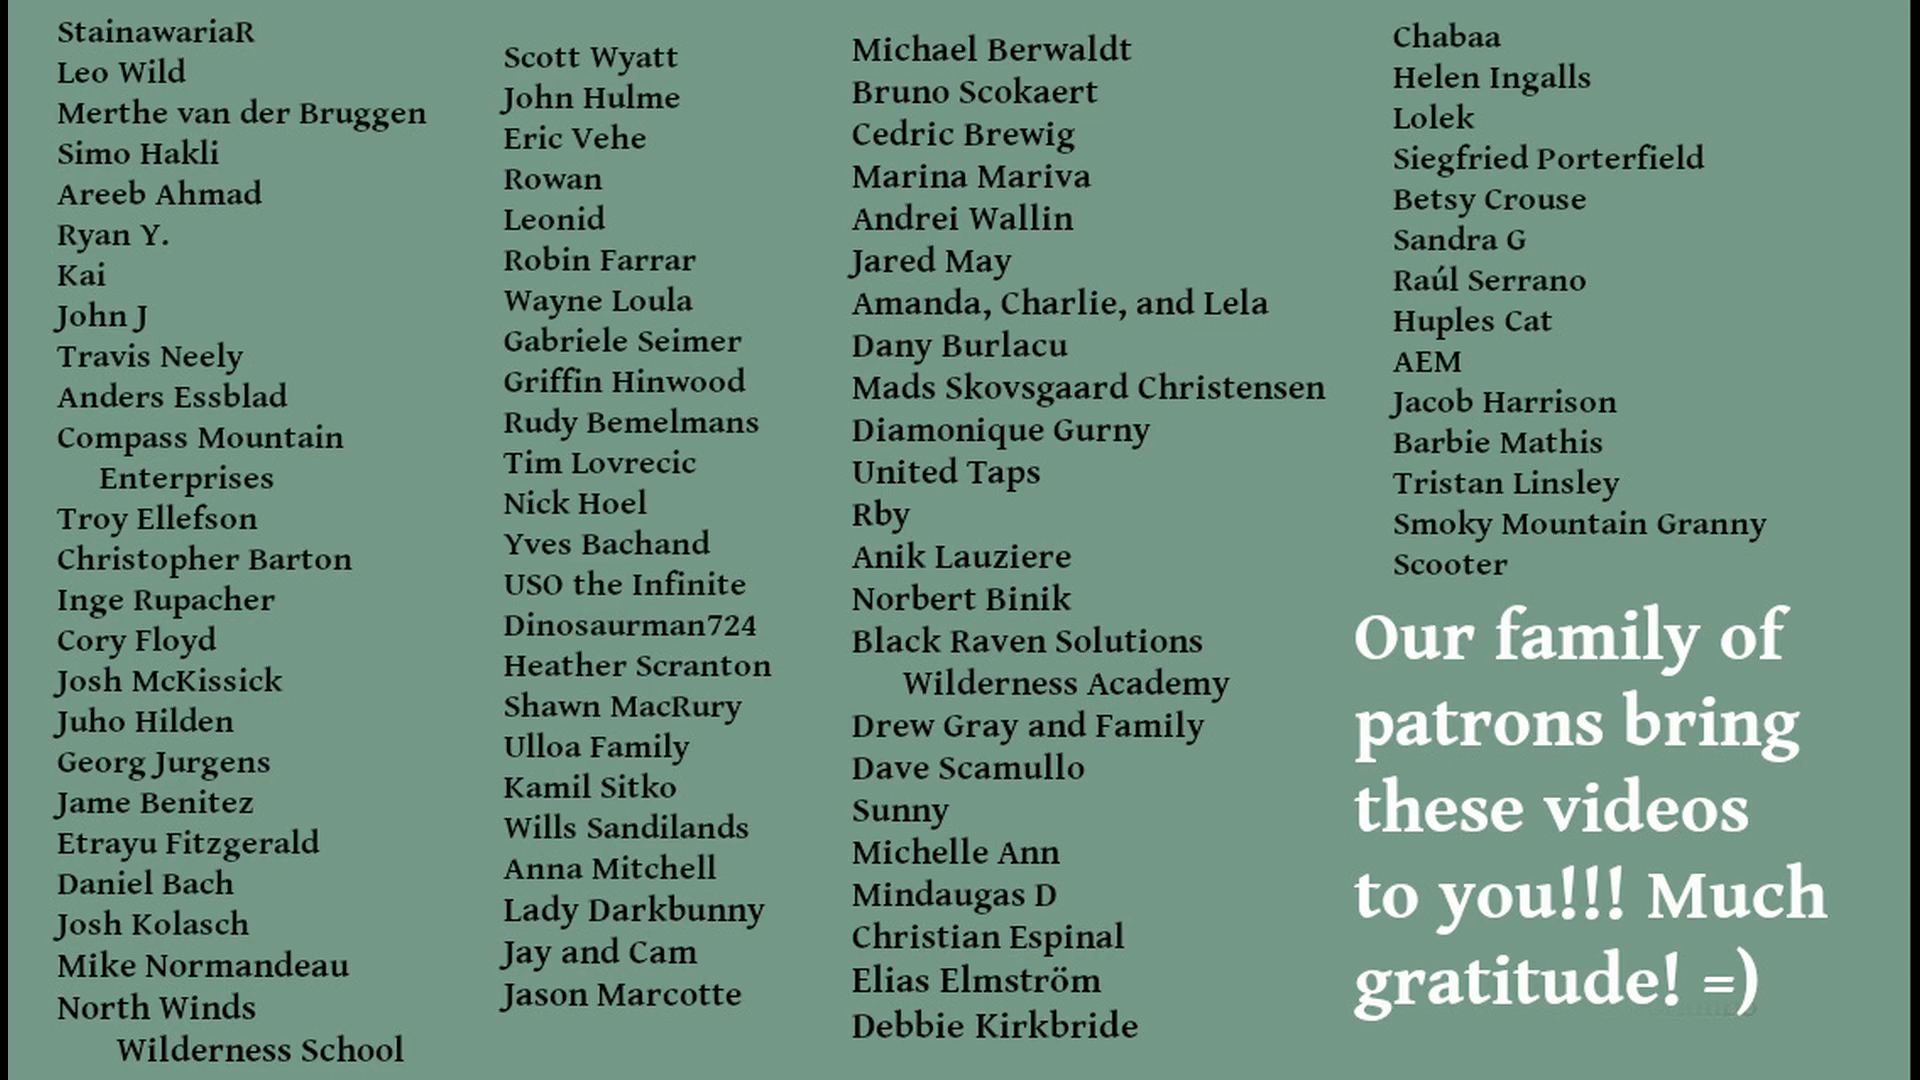 StainawariaR
Leo Wild
Merthe van der Bruggen
Simo Hakli
Areeb Ahmad
Ryan Y.
Kai
John J
Travis Neely
Anders Essblad
Compass Mountain
Enterprises
Troy Ellefson
Christopher Barton
Inge Rupacher
Cory Floyd
Josh McKissick
Juho Hilden
Georg Jurgens
Jame Benitez
Etrayu Fitzgerald
Daniel Bach
Josh Kolasch
Mike Normandeau
North Winds
Wilderness School
Scott Wyatt
John Hulme
Eric Vehe
Rowan
Leonid
Robin Farrar
Wayne Loula
Gabriele Seimer
Griffin Hinwood
Rudy Bemelmans
Tim Lovrecic
Nick Hoel
Yves Bachand
USO the Infinite
Dinosaurman724
Heather Scranton
Shawn MacRury
Ulloa Family
Kamil Sitko
Wills Sandilands
Anna Mitchell
Lady Darkbunny
Jay and Cam
Jason Marcotte
Michael Berwaldt
Bruno Scokaert
Cedric Brewig
Marina Mariva
Andrei Wallin
Jared May
Amanda, Charlie, and Lela
Dany Burlacu
Mads Skovsgaard Christensen
Diamonique Gurny
United Taps
Rby
Anik Lauziere
Norbert Binik
Black Raven Solutions
Wilderness Academy
Drew Gray and Family
Dave Scamullo
Sunny
Michelle Ann
Mindaugas D
Christian Espinal
Elias Elmström
Debbie Kirkbride
Chabaa
Helen Ingalls
Lolek
Siegfried Porterfield
Betsy Crouse
Sandra G
Raúl Serrano
Huples Cat
AEM
Jacob Harrison
Barbie Mathis
Tristan Linsley
Smoky Mountain Granny
Scooter
Our family of
patrons bring
these videos
to you!!! Much
gratitude! =)